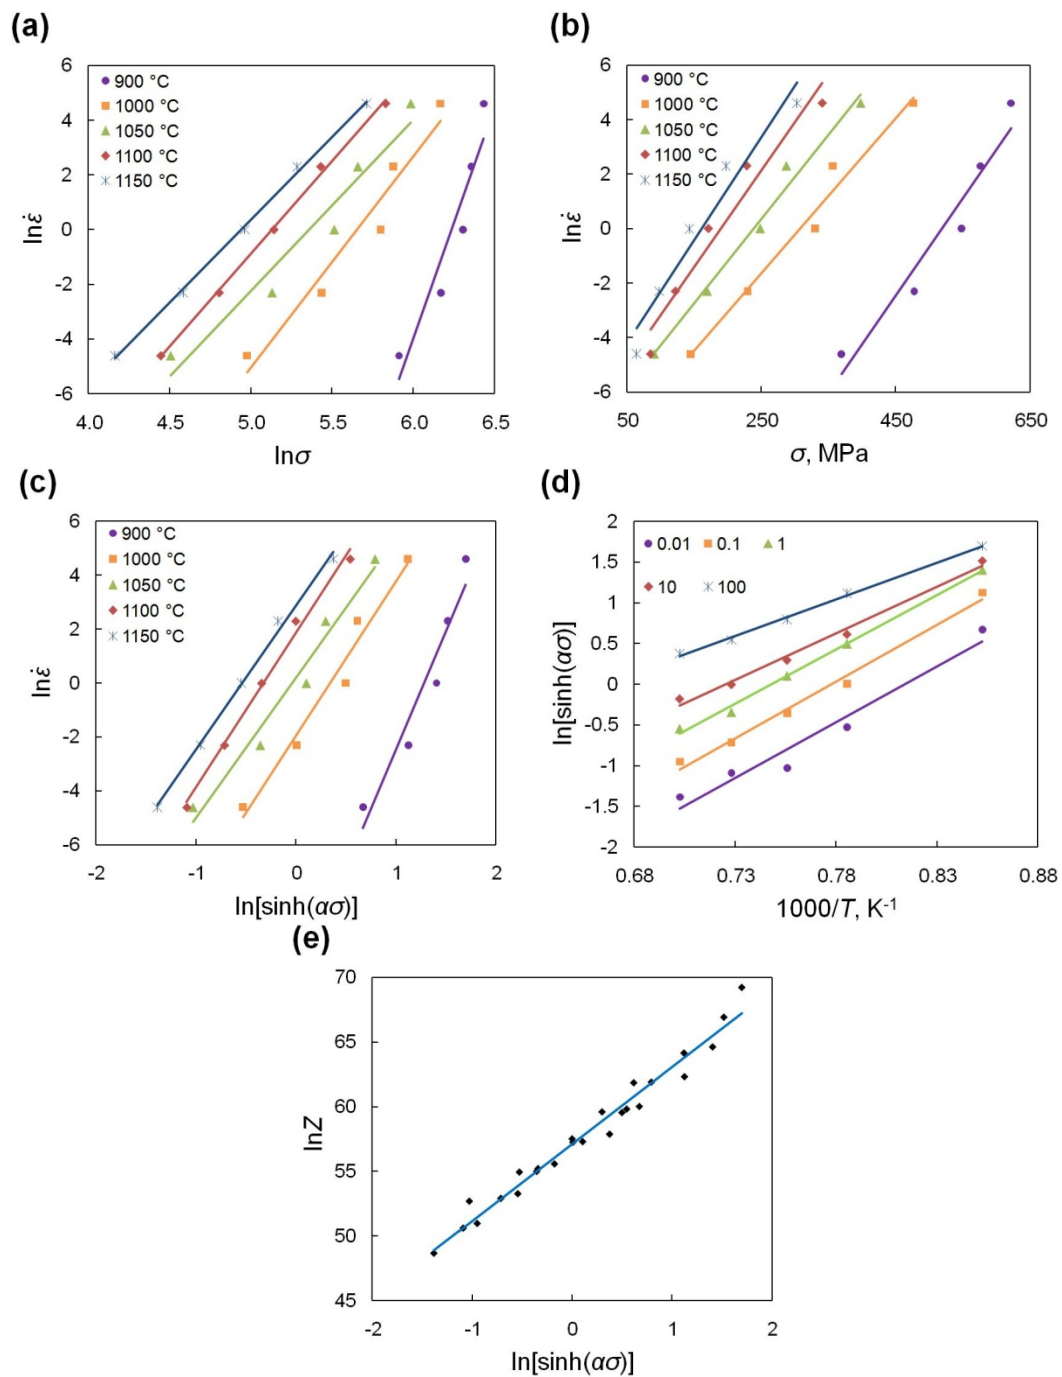 (a)
6
4
2
0
-2
-4
-6
900 °C
1000 °C
1050 °C
1100 °C
1150 °C
4.0 4.5 5.0 5.5 6.0 6.5
lnσ
lnε̇
(b)
6
4
2
0
-2
-4
-6
900 °C
1000 °C
1050 °C
1100 °C
1150 °C
50 250 450 650
σ, MPa
lnε̇
(c)
6
4
2
0
-2
-4
-6
900 °C
1000 °C
1050 °C
1100 °C
1150 °C
-2 -1 0 1 2
ln[sinh(ασ)]
lnε̇
(d)
2
1.5
1
0.5
0
-0.5
-1
-1.5
-2
0.01 0.1 1
10 100
0.68 0.73 0.78 0.83 0.88
1000/T, K⁻¹
ln[sinh(ασ)]
(e)
70
65
60
55
50
45
-2 -1 0 1 2
ln[sinh(ασ)]
lnZ